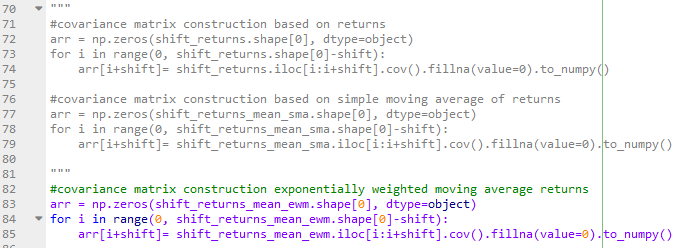 70 """
71 #covariance matrix construction based on returns
72 arr = np.zeros(shift_returns.shape[0], dtype=object)
73 for i in range(0, shift_returns.shape[0]-shift):
74     arr[i+shift]= shift_returns.iloc[i:i+shift].cov().fillna(value=0).to_numpy()
75
76 #covariance matrix construction based on simple moving average of returns
77 arr = np.zeros(shift_returns_mean_sma.shape[0], dtype=object)
78 for i in range(0, shift_returns_mean_sma.shape[0]-shift):
79     arr[i+shift]= shift_returns_mean_sma.iloc[i:i+shift].cov().fillna(value=0).to_numpy()
80
81 """
82 #covariance matrix construction exponentially weighted moving average returns
83 arr = np.zeros(shift_returns_mean_ewm.shape[0], dtype=object)
84 for i in range(0, shift_returns_mean_ewm.shape[0]-shift):
85     arr[i+shift]= shift_returns_mean_ewm.iloc[i:i+shift].cov().fillna(value=0).to_numpy()